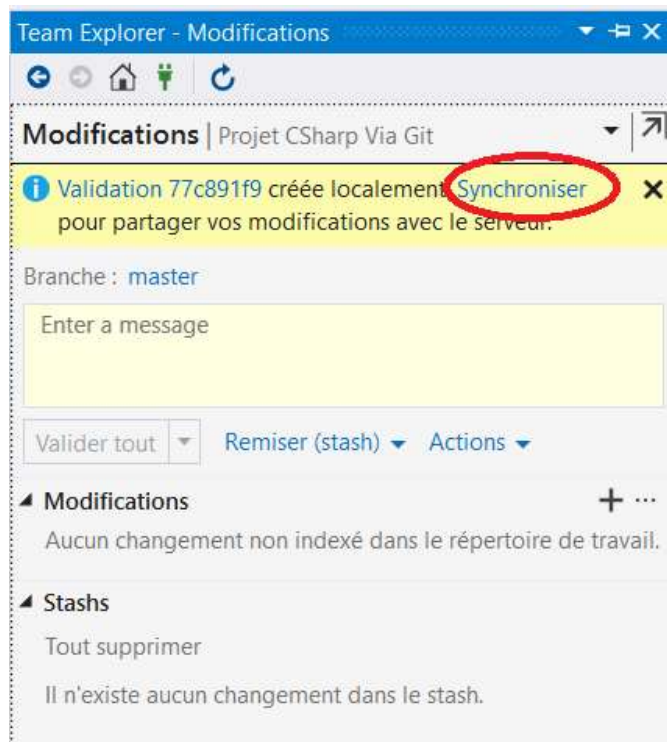 Team Explorer - Modifications
Modifications | Projet CSharp Via Git
Validation 77c891f9 créée localement. Synchroniser
pour partager vos modifications avec le serveur.
Branche : master
Enter a message
Valider tout Remiser (stash) Actions
Modifications
Aucun changement non indexé dans le répertoire de travail.
Stashs
Tout supprimer
Il n'existe aucun changement dans le stash.